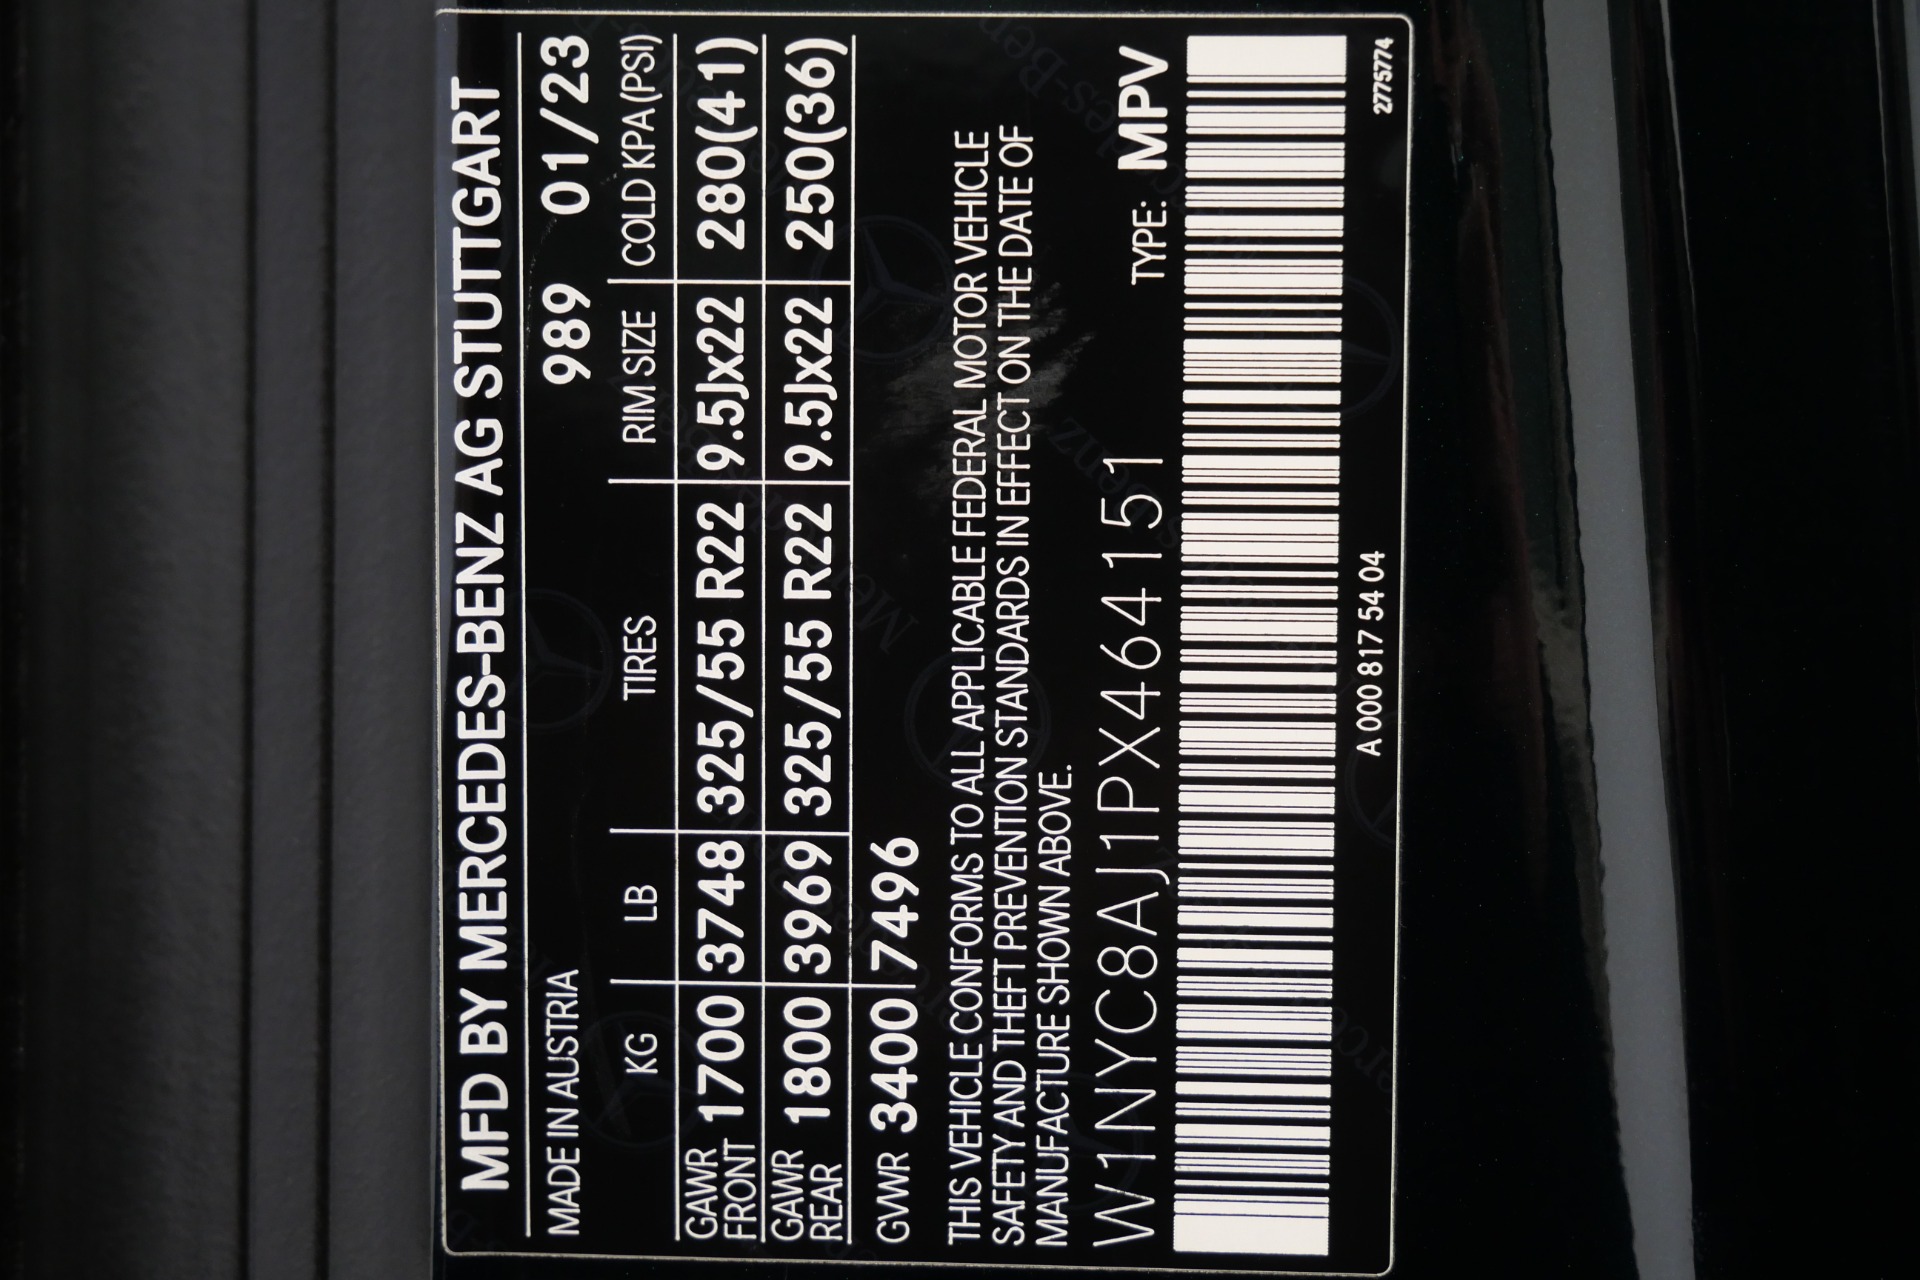 MFD BY MERCEDES-BENZ AG STUTTGART
MADE IN AUSTRIA 989 01/23
KG LB TIRES RIM SIZE COLD KPA(PSI)
GAWR FRONT 1700 3748 325/55 R22 9.5Jx22 280(41)
GAWR REAR 1800 3969 325/55 R22 9.5Jx22 250(36)
GVWR 3400 7496
THIS VEHICLE CONFORMS TO ALL APPLICABLE FEDERAL MOTOR VEHICLE
SAFETY AND THEFT PREVENTION STANDARDS IN EFFECT ON THE DATE OF
MANUFACTURE SHOWN ABOVE.
W1NYC8AJ1PX464151 TYPE: MPV
A 000 817 54 04
2775774